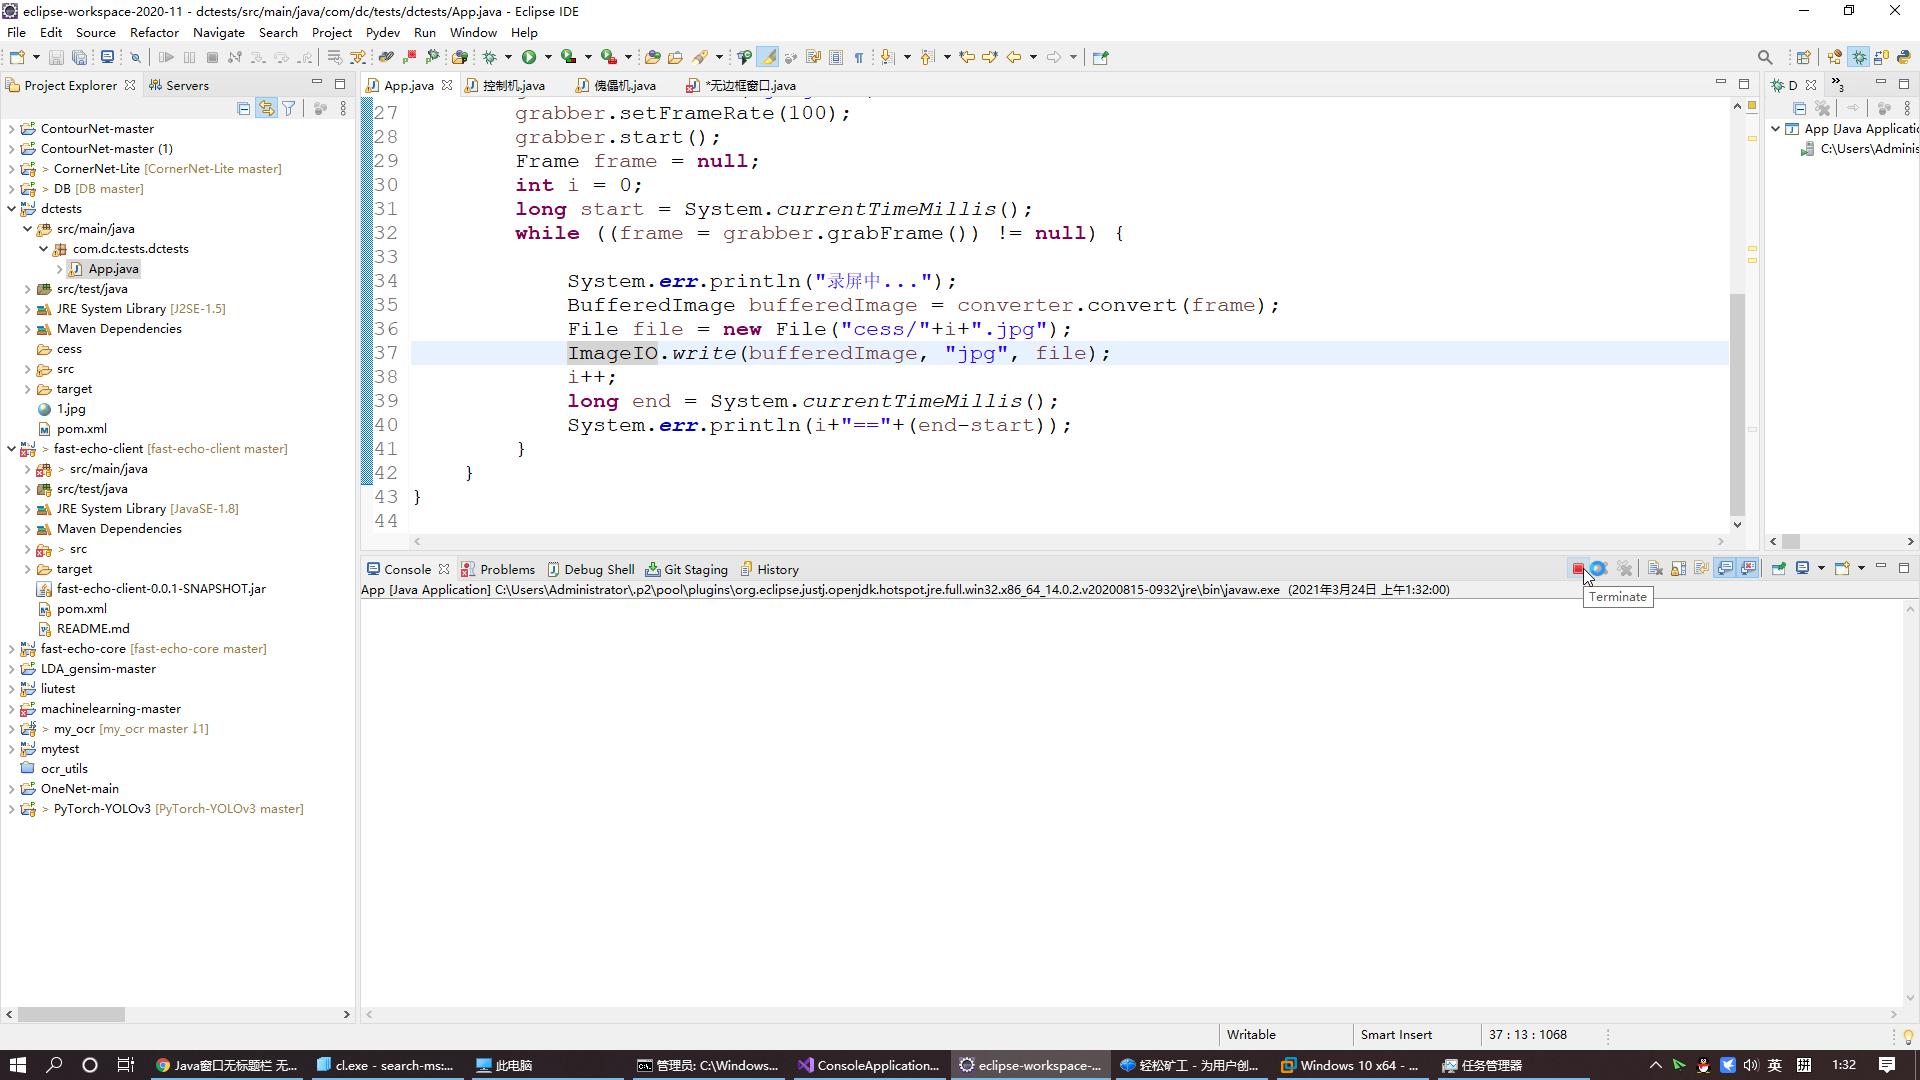 eclipse-workspace-2020-11 - dctests/src/main/java/com/dc/tests/dctests/App.java - Eclipse IDE
File Edit Source Refactor Navigate Search Project Pydev Run Window Help
Project Explorer Servers
App.java 控制机.java 傀儡机.java *无边框窗口.java
D 3
ContourNet-master
ContourNet-master (1)
> CornerNet-Lite [CornerNet-Lite master]
> DB [DB master]
dctests
src/main/java
com.dc.tests.dctests
App.java
src/test/java
JRE System Library [J2SE-1.5]
Maven Dependencies
cess
src
target
1.jpg
pom.xml
> fast-echo-client [fast-echo-client master]
> src/main/java
src/test/java
JRE System Library [JavaSE-1.8]
Maven Dependencies
> src
target
fast-echo-client-0.0.1-SNAPSHOT.jar
pom.xml
README.md
fast-echo-core [fast-echo-core master]
LDA_gensim-master
liutest
machinelearning-master
> my_ocr [my_ocr master ↓1]
mytest
ocr_utils
OneNet-main
> PyTorch-YOLOv3 [PyTorch-YOLOv3 master]
27 grabber.setFrameRate(100);
28 grabber.start();
29 Frame frame = null;
30 int i = 0;
31 long start = System.currentTimeMillis();
32 while ((frame = grabber.grabFrame()) != null) {
33
34 System.err.println("录屏中...");
35 BufferedImage bufferedImage = converter.convert(frame);
36 File file = new File("cess/"+i+".jpg");
37 ImageIO.write(bufferedImage, "jpg", file);
38 i++;
39 long end = System.currentTimeMillis();
40 System.err.println(i+"=="+(end-start));
41 }
42 }
43 }
44
App [Java Applicatio
C:\Users\Adminis
Console Problems Debug Shell Git Staging History
App [Java Application] C:\Users\Administrator\.p2\pool\plugins\org.eclipse.justj.openjdk.hotspot.jre.full.win32.x86_64_14.0.2.v20200815-0932\jre\bin\javaw.exe (2021年3月24日 上午1:32:00)
Terminate
Writable Smart Insert 37 : 13 : 1068
Java窗口无标题栏 无... cl.exe - search-ms:... 此电脑 管理员: C:\Windows... ConsoleApplication... eclipse-workspace-... 轻松矿工 - 为用户创... Windows 10 x64 - ... 任务管理器 英 1:32